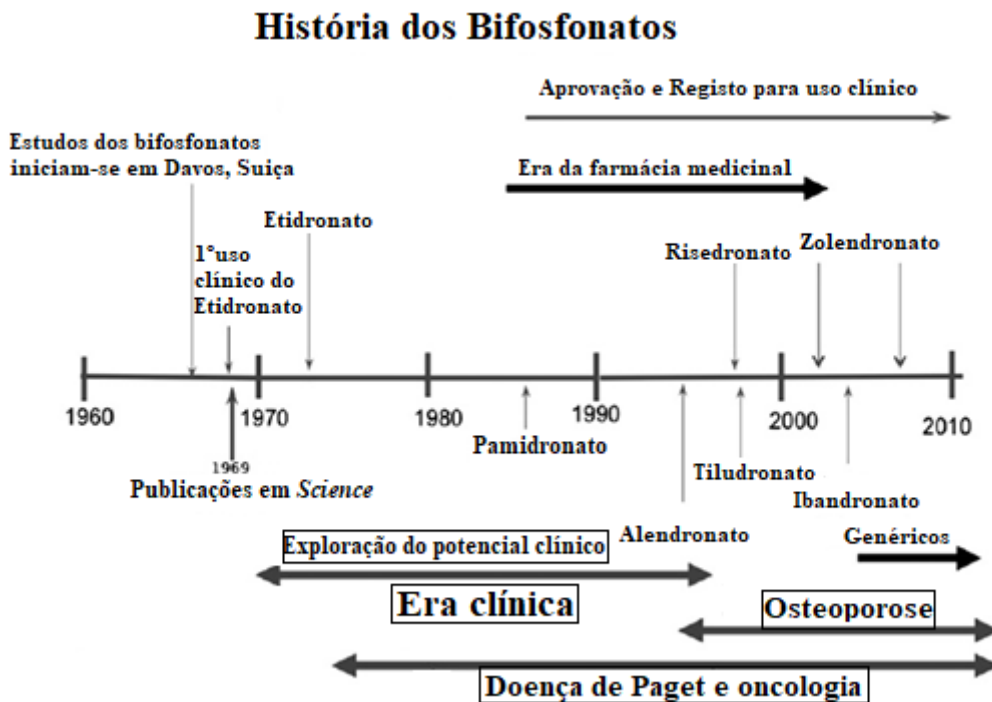 História dos Bifosfonatos
Aprovação e Registo para uso clínico
Estudos dos bifosfonatos
iniciam-se em Davos, Suiça
Era da farmácia medicinal
Etidronato
1°uso
clínico do
Etidronato
Risedronato
Zolendronato
1960
1970
1980
1990
2000
2010
1969
Publicações em Science
Pamidronato
Tiludronato
Ibandronato
Alendronato
Genéricos
Exploração do potencial clínico
Era clínica
Osteoporose
Doença de Paget e oncologia